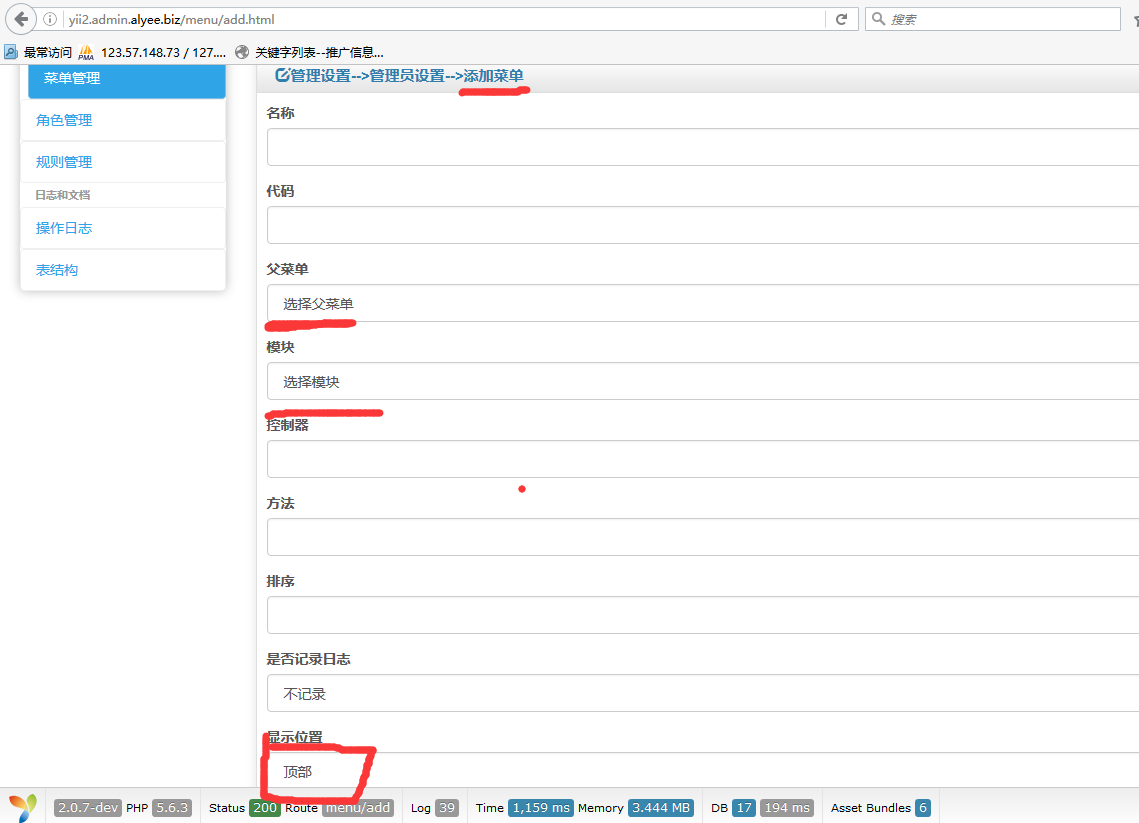 yii2.admin.alyee.biz/menu/add.html
搜索
最常访问 123.57.148.73 / 127.... 关键字列表--推广信息...
菜单管理
角色管理
规则管理
日志和文档
操作日志
表结构
管理设置-->管理员设置-->添加菜单
名称
代码
父菜单
选择父菜单
模块
选择模块
控制器
方法
排序
是否记录日志
不记录
显示位置
顶部
2.0.7-dev PHP 5.6.3 Status 200 Route menu/add Log 39 Time 1,159 ms Memory 3.444 MB DB 17 194 ms Asset Bundles 6